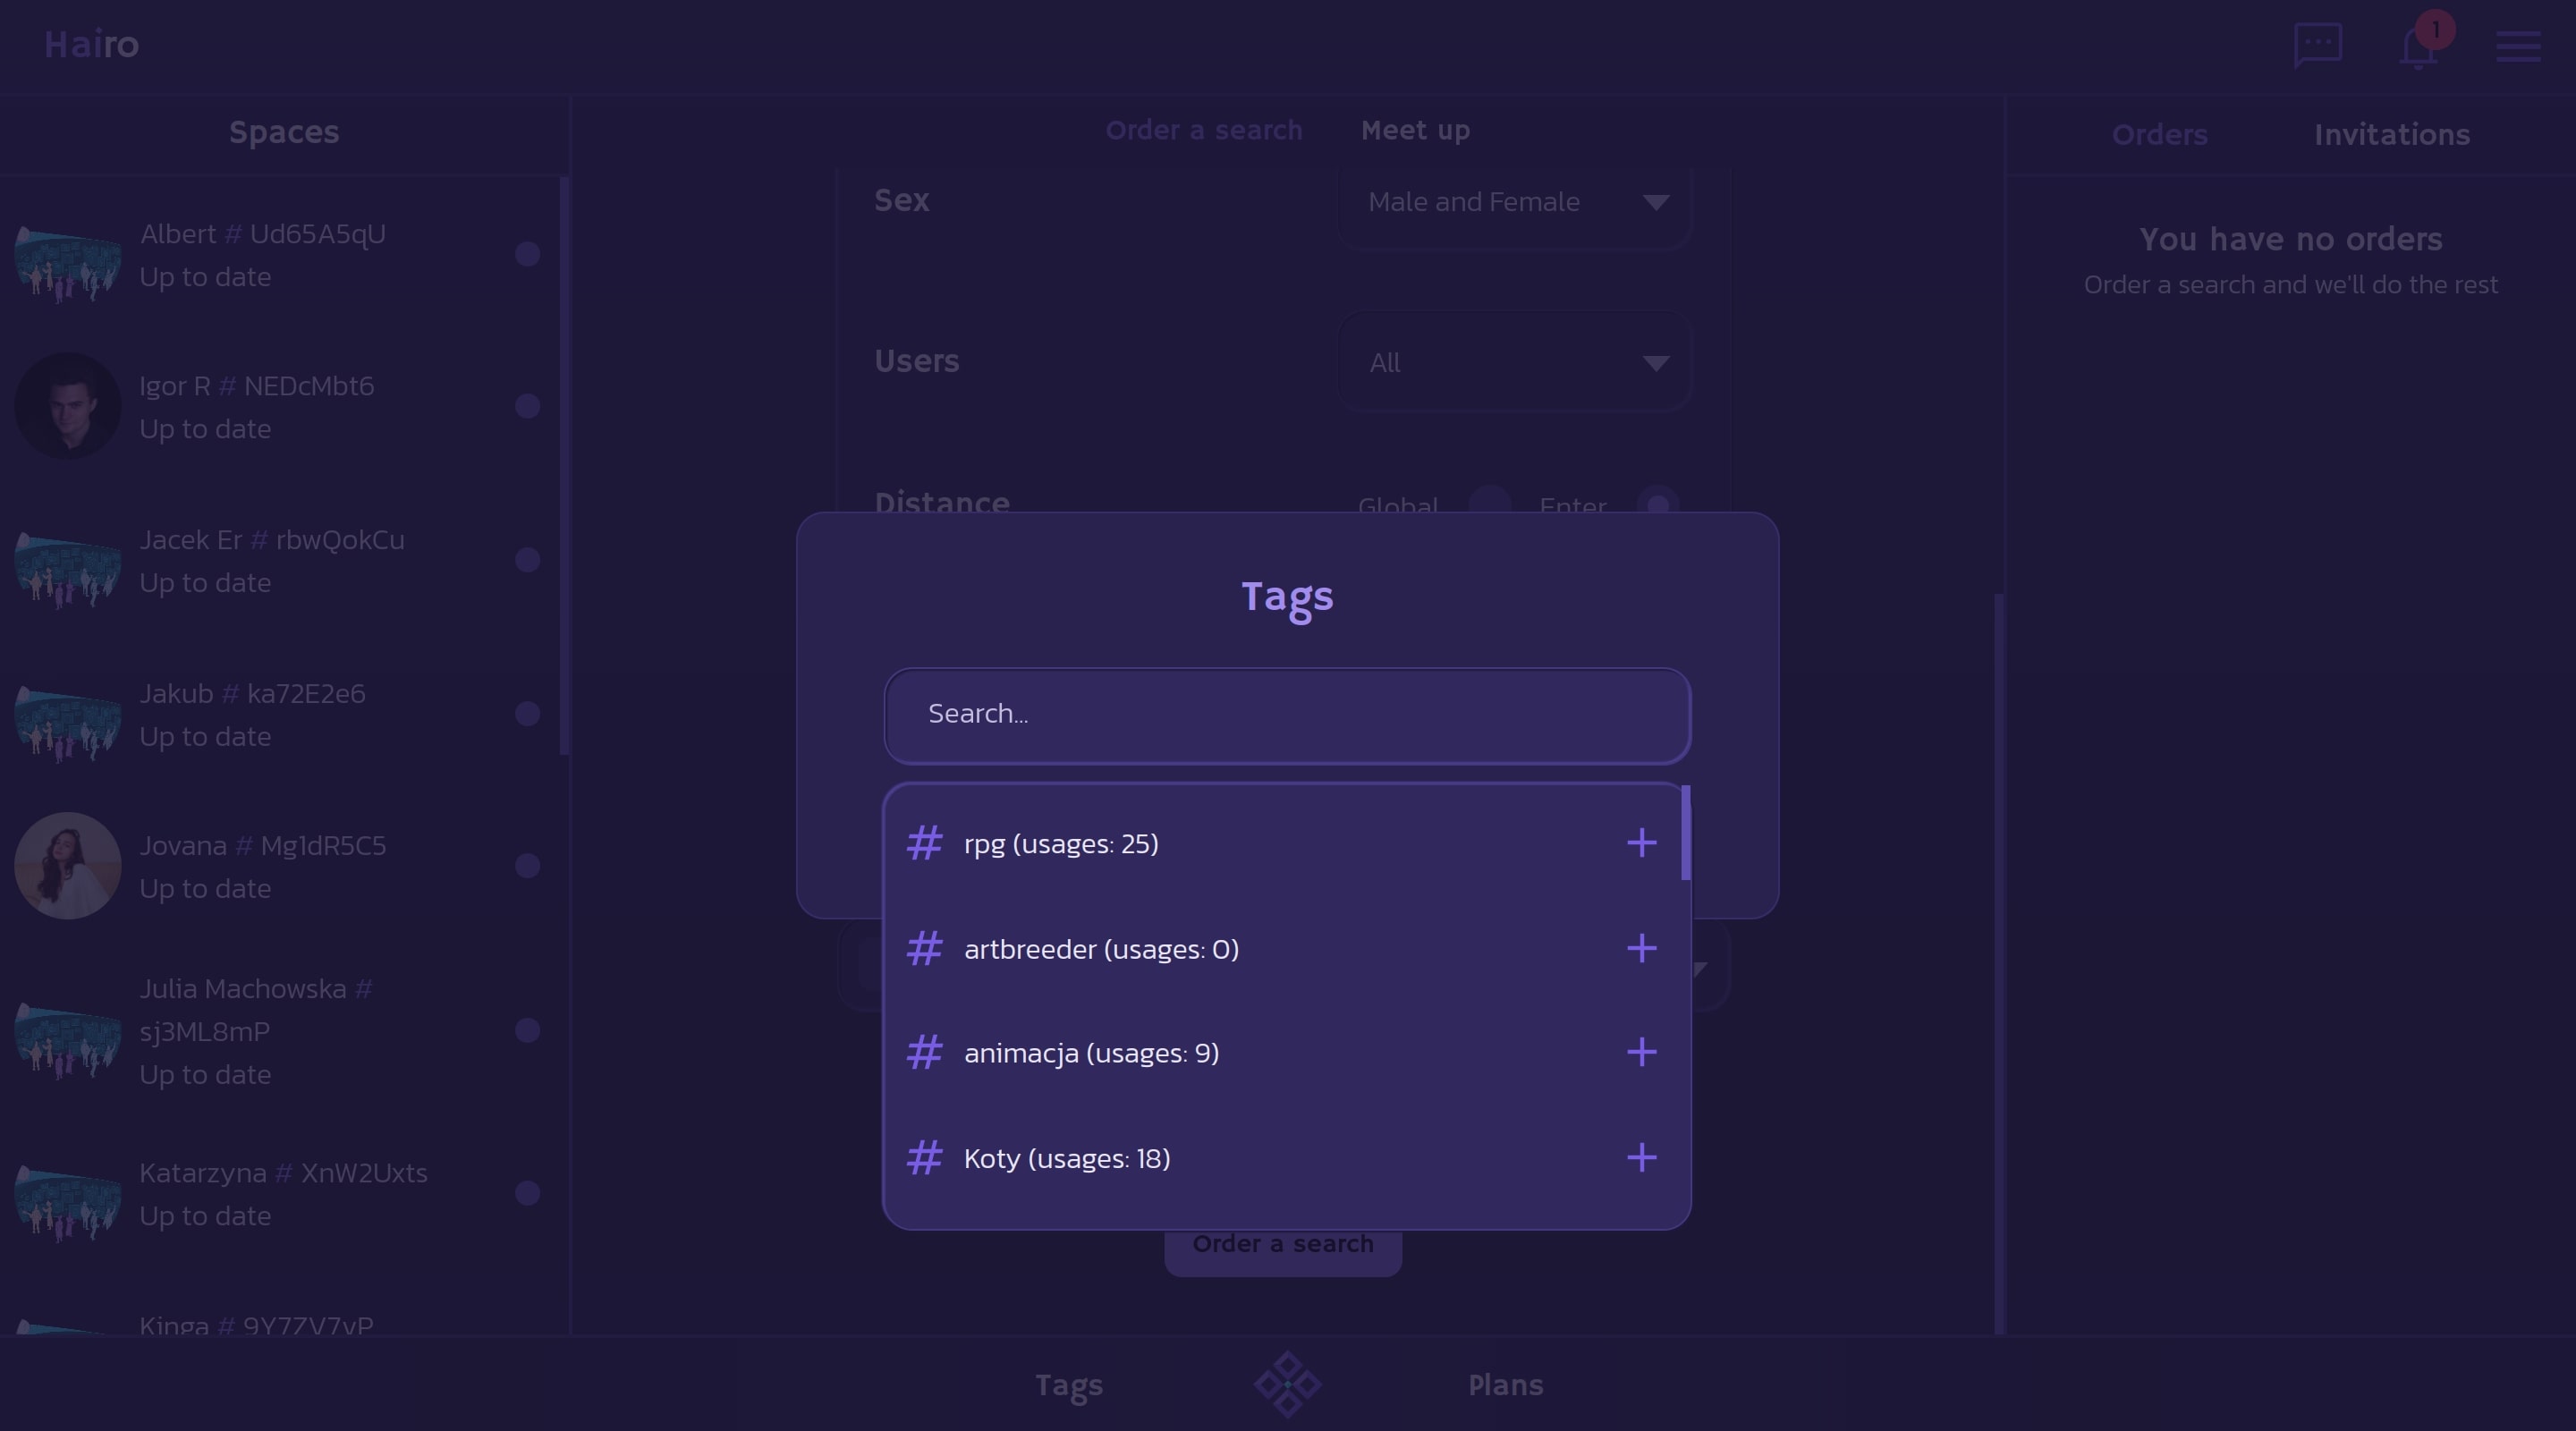 Hairo
1
Spaces
Albert # Ud65A5qU
Up to date
Igor R # NEDcMbt6
Up to date
Jacek Er # rbwQokCu
Up to date
Jakub # ka72E2e6
Up to date
Jovana # Mg1dR5C5
Up to date
Julia Machowska #
sj3ML8mP
Up to date
Katarzyna # XnW2Uxts
Up to date
Kinga # 9Y7ZV7vP
Order a search Meet up
Sex Male and Female
Users All
Distance Global Enter
Tags
Search...
# rpg (usages: 25) +
# artbreeder (usages: 0) +
# animacja (usages: 9) +
# Koty (usages: 18) +
Order a search
Orders Invitations
You have no orders
Order a search and we'll do the rest
Tags Plans